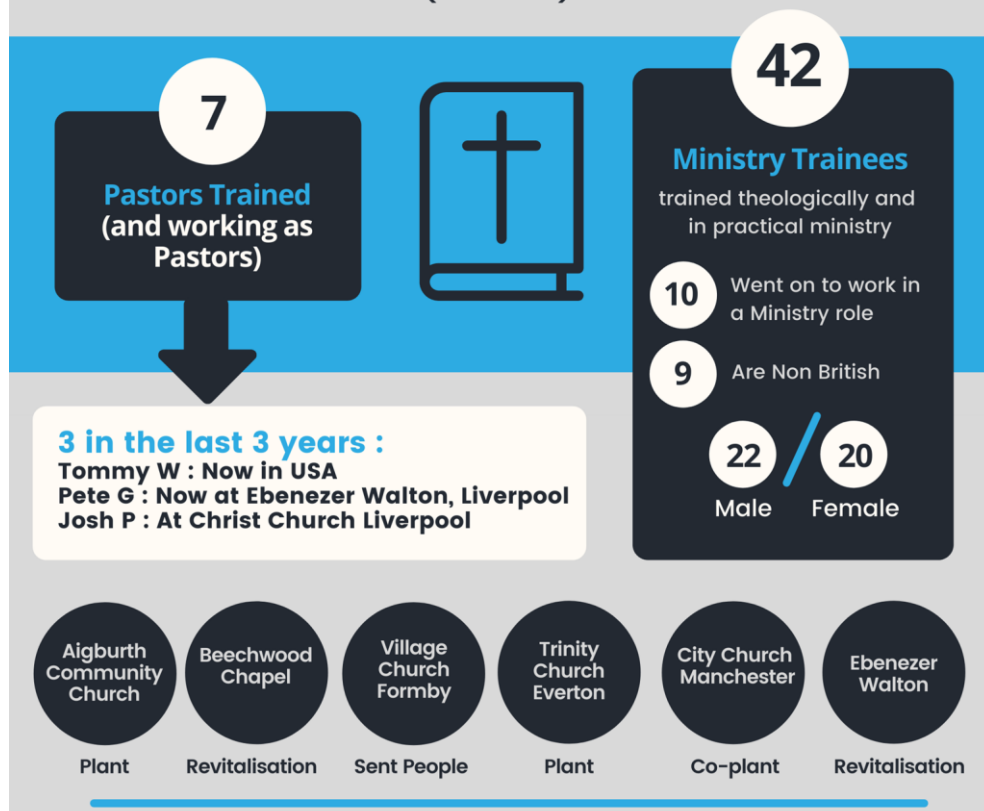 7
Pastors Trained
(and working as
Pastors)
42
Ministry Trainees
trained theologically and
in practical ministry
10
Went on to work in
a Ministry role
9
Are Non British
22 / 20
Male Female
3 in the last 3 years :
Tommy W : Now in USA
Pete G : Now at Ebenezer Walton, Liverpool
Josh P : At Christ Church Liverpool
Aigburth
Community
Church
Plant
Beechwood
Chapel
Revitalisation
Village
Church
Formby
Sent People
Trinity
Church
Everton
Plant
City Church
Manchester
Co-plant
Ebenezer
Walton
Revitalisation